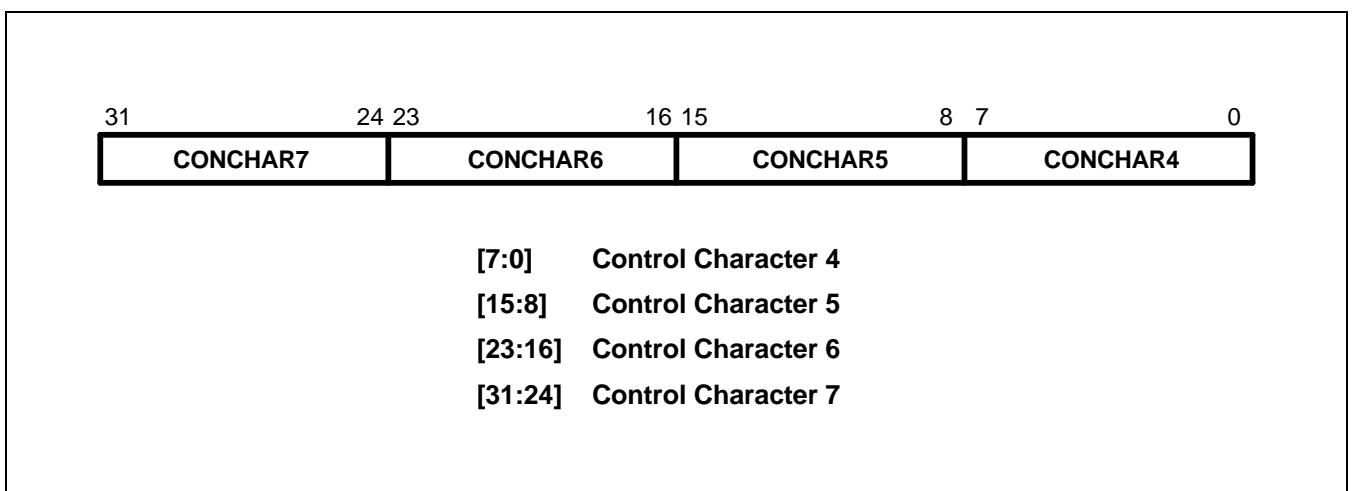 31 24 23 16 15 8 7 0
CONCHAR7 CONCHAR6 CONCHAR5 CONCHAR4
[7:0] Control Character 4
[15:8] Control Character 5
[23:16] Control Character 6
[31:24] Control Character 7